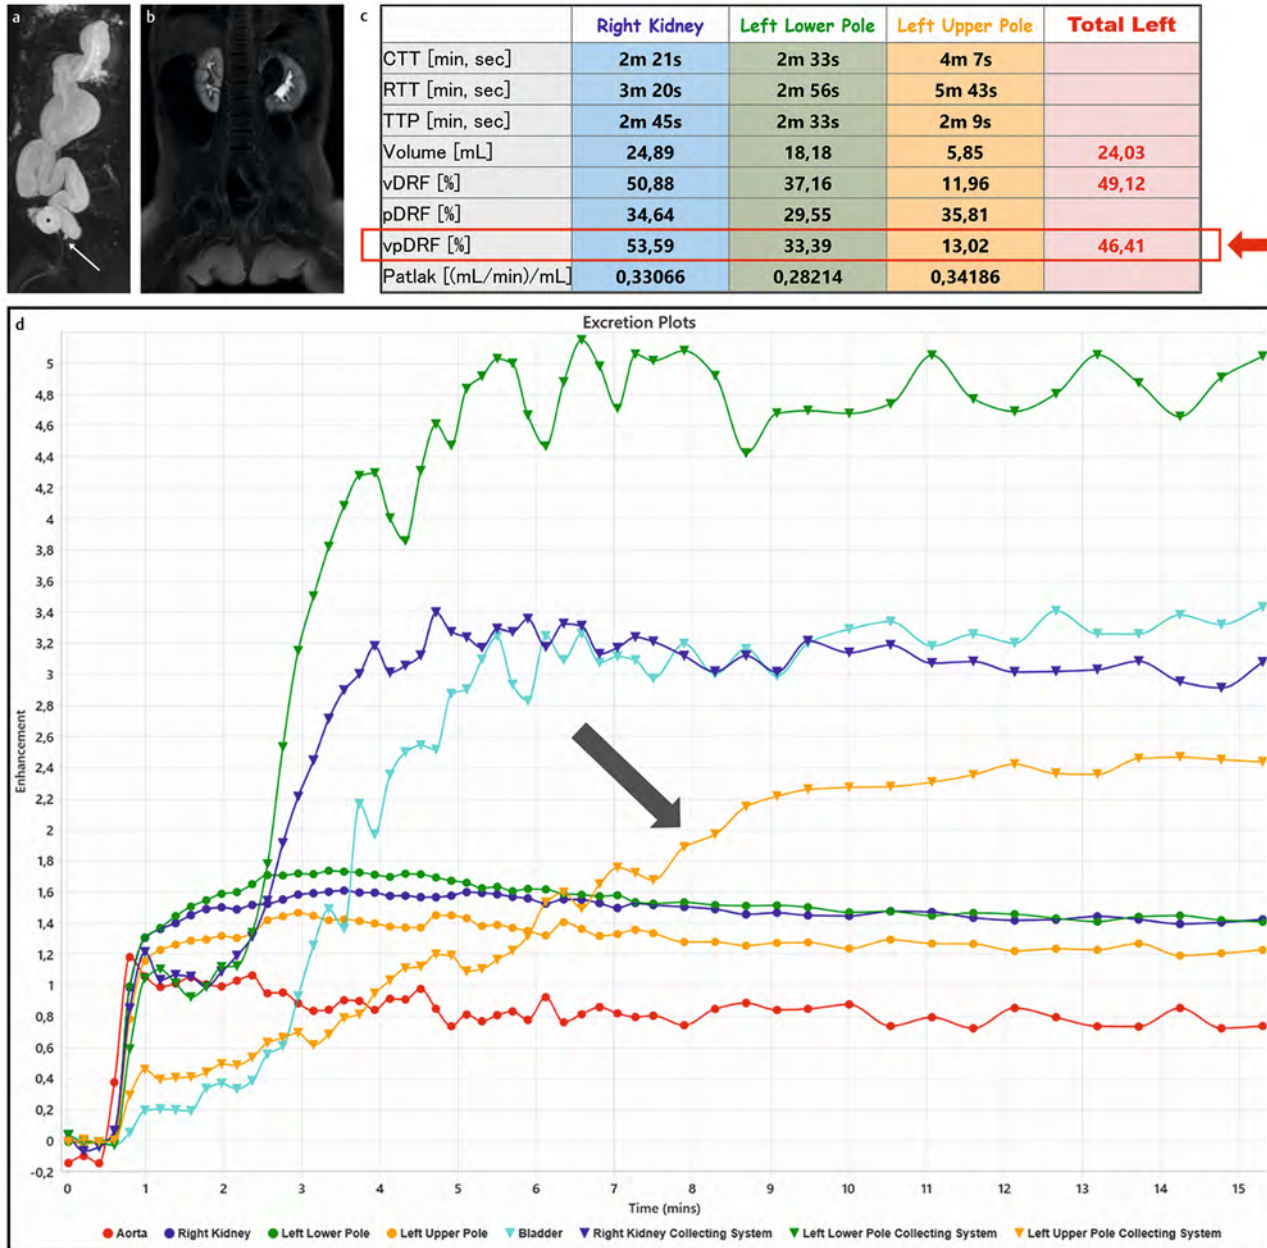 a
b
c
Right Kidney Left Lower Pole Left Upper Pole Total Left
CTT [min, sec] 2m 21s 2m 33s 4m 7s
RTT [min, sec] 3m 20s 2m 56s 5m 43s
TTP [min, sec] 2m 45s 2m 33s 2m 9s
Volume [mL] 24,89 18,18 5,85 24,03
vDRF [%] 50,88 37,16 11,96 49,12
pDRF [%] 34,64 29,55 35,81
vpDRF [%] 53,59 33,39 13,02 46,41
Patlak [(mL/min)/mL] 0,33066 0,28214 0,34186
d
Excretion Plots
5
4,8
4,6
4,4
4,2
4
3,8
3,6
3,4
3,2
3
2,8
2,6
2,4
2,2
2
1,8
1,6
1,4
1,2
1
0,8
0,6
0,4
0,2
0
-0,2
Enhancement
0 1 2 3 4 5 6 7 8 9 10 11 12 13 14 15
Time (mins)
Aorta Right Kidney Left Lower Pole Left Upper Pole Bladder Right Kidney Collecting System Left Lower Pole Collecting System Left Upper Pole Collecting System